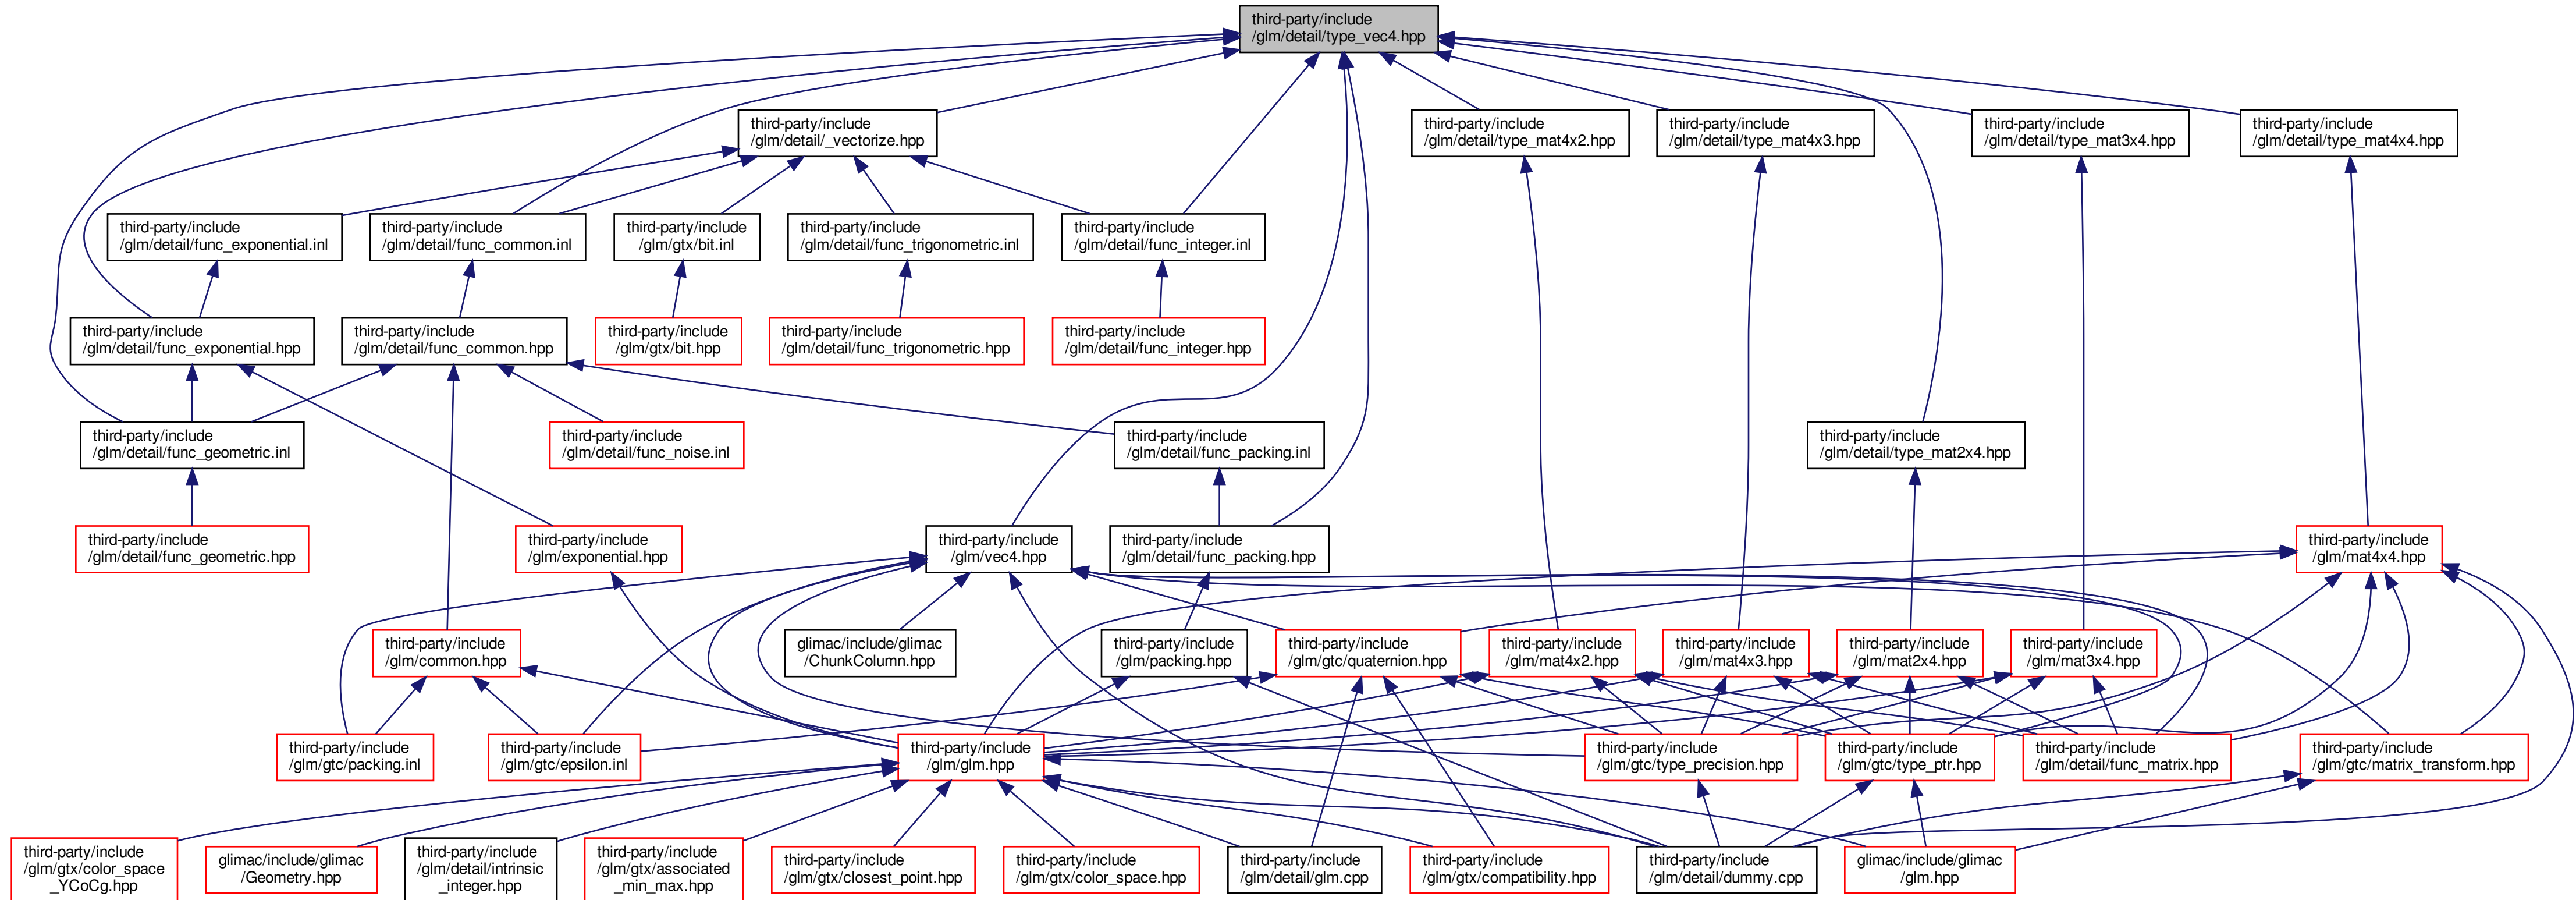 third-party/include
/glm/detail/type_vec4.hpp
third-party/include
/glm/detail/_vectorize.hpp
third-party/include
/glm/detail/type_mat4x2.hpp
third-party/include
/glm/detail/type_mat4x3.hpp
third-party/include
/glm/detail/type_mat3x4.hpp
third-party/include
/glm/detail/type_mat4x4.hpp
third-party/include
/glm/detail/func_exponential.inl
third-party/include
/glm/detail/func_common.inl
third-party/include
/glm/gtx/bit.inl
third-party/include
/glm/detail/func_trigonometric.inl
third-party/include
/glm/detail/func_integer.inl
third-party/include
/glm/detail/func_exponential.hpp
third-party/include
/glm/detail/func_common.hpp
third-party/include
/glm/gtx/bit.hpp
third-party/include
/glm/detail/func_trigonometric.hpp
third-party/include
/glm/detail/func_integer.hpp
third-party/include
/glm/detail/func_geometric.inl
third-party/include
/glm/detail/func_noise.inl
third-party/include
/glm/detail/func_packing.inl
third-party/include
/glm/detail/type_mat2x4.hpp
third-party/include
/glm/detail/func_geometric.hpp
third-party/include
/glm/exponential.hpp
third-party/include
/glm/vec4.hpp
third-party/include
/glm/detail/func_packing.hpp
third-party/include
/glm/mat4x4.hpp
third-party/include
/glm/common.hpp
glimac/include/glimac
/ChunkColumn.hpp
third-party/include
/glm/packing.hpp
third-party/include
/glm/gtc/quaternion.hpp
third-party/include
/glm/mat4x2.hpp
third-party/include
/glm/mat4x3.hpp
third-party/include
/glm/mat2x4.hpp
third-party/include
/glm/mat3x4.hpp
third-party/include
/glm/gtc/packing.inl
third-party/include
/glm/gtc/epsilon.inl
third-party/include
/glm/glm.hpp
third-party/include
/glm/gtc/type_precision.hpp
third-party/include
/glm/gtc/type_ptr.hpp
third-party/include
/glm/detail/func_matrix.hpp
third-party/include
/glm/gtc/matrix_transform.hpp
third-party/include
/glm/gtx/color_space
_YCoCg.hpp
glimac/include/glimac
/Geometry.hpp
third-party/include
/glm/detail/intrinsic
_integer.hpp
third-party/include
/glm/gtx/associated
_min_max.hpp
third-party/include
/glm/gtx/closest_point.hpp
third-party/include
/glm/gtx/color_space.hpp
third-party/include
/glm/detail/glm.cpp
third-party/include
/glm/gtx/compatibility.hpp
third-party/include
/glm/detail/dummy.cpp
glimac/include/glimac
/glm.hpp